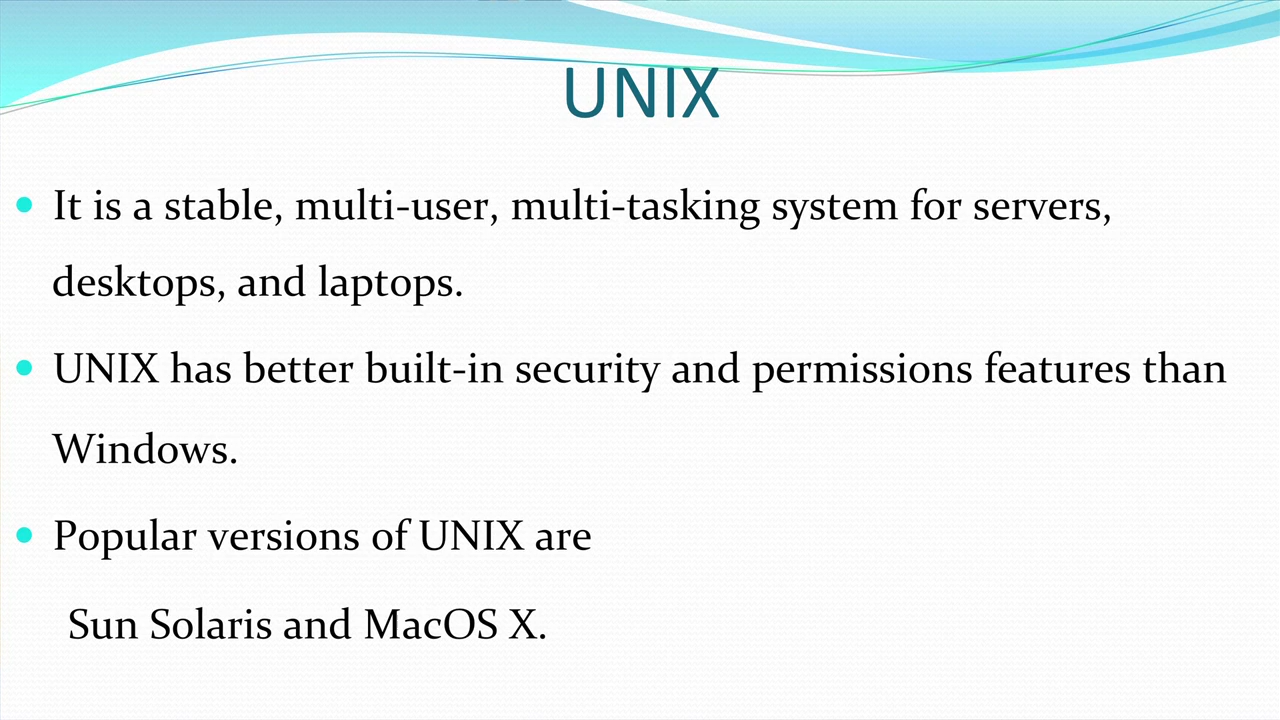 UNIX
• It is a stable, multi-user, multi-tasking system for servers,
desktops, and laptops.
• UNIX has better built-in security and permissions features than
Windows.
• Popular versions of UNIX are
Sun Solaris and MacOS X.